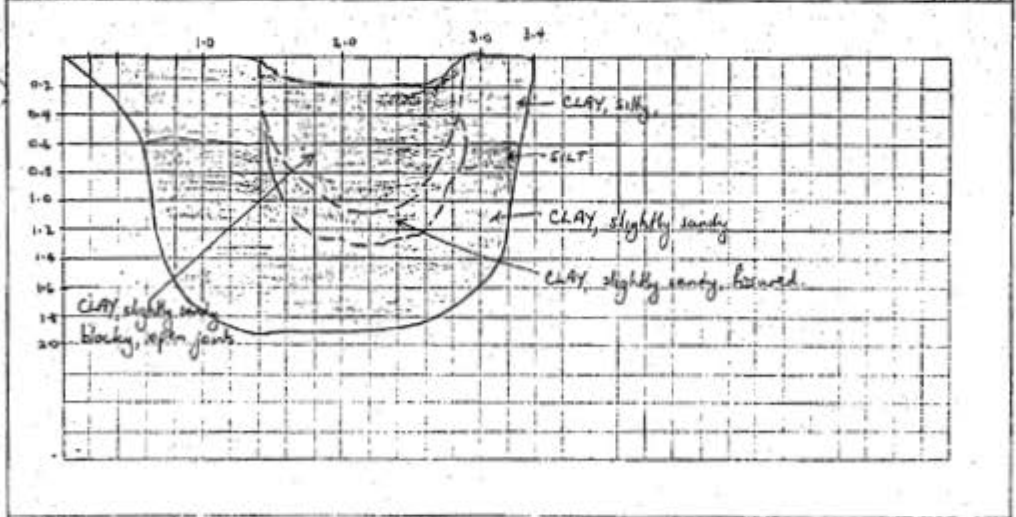 1.0 2.0 3.0 3.4
0.2
0.4
0.6
0.8
1.0
1.2
1.6
1.8
2.0
CLAY, silty,
SILT
CLAY, slightly sandy
CLAY, slightly sandy, fissured.
CLAY, slightly sandy
blocky, open joints